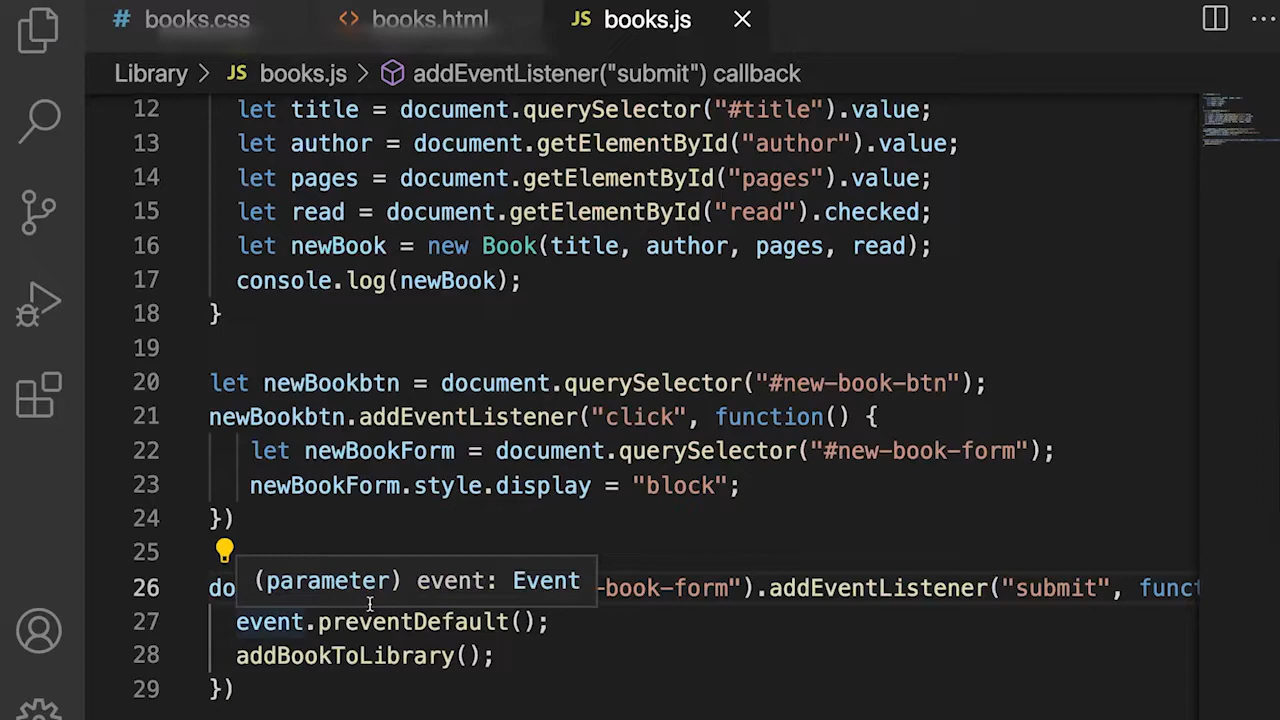 # books.css <> books.html JS books.js
Library > JS books.js > addEventListener("submit") callback
12 let title = document.querySelector("#title").value;
13 let author = document.getElementById("author").value;
14 let pages = document.getElementById("pages").value;
15 let read = document.getElementById("read").checked;
16 let newBook = new Book(title, author, pages, read);
17 console.log(newBook);
18 }
19
20 let newBookbtn = document.querySelector("#new-book-btn");
21 newBookbtn.addEventListener("click", function() {
22 let newBookForm = document.querySelector("#new-book-form");
23 newBookForm.style.display = "block";
24 })
25
(parameter) event: Event
26 do -book-form").addEventListener("submit", funct
27 event.preventDefault();
28 addBookToLibrary();
29 })